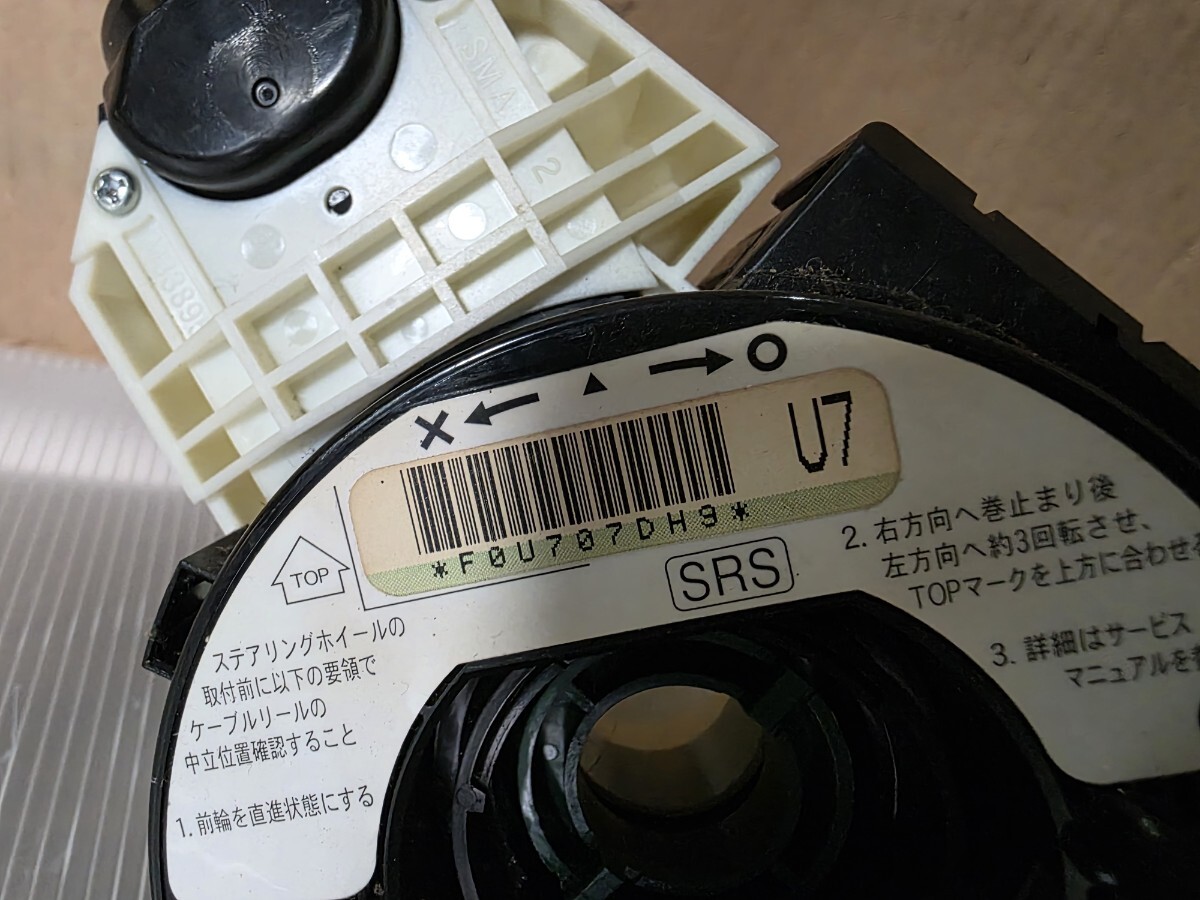 SMA
2
U7
*F0U707DH9*
TOP
SRS
ステアリングホイールの
取付前に以下の要領で
ケーブルリールの
中立位置確認すること
1. 前輪を直進状態にする
2. 右方向へ巻止まり後
左方向へ約3回転させ、
TOPマークを上方に合わせ
3. 詳細はサービス
マニュアルを